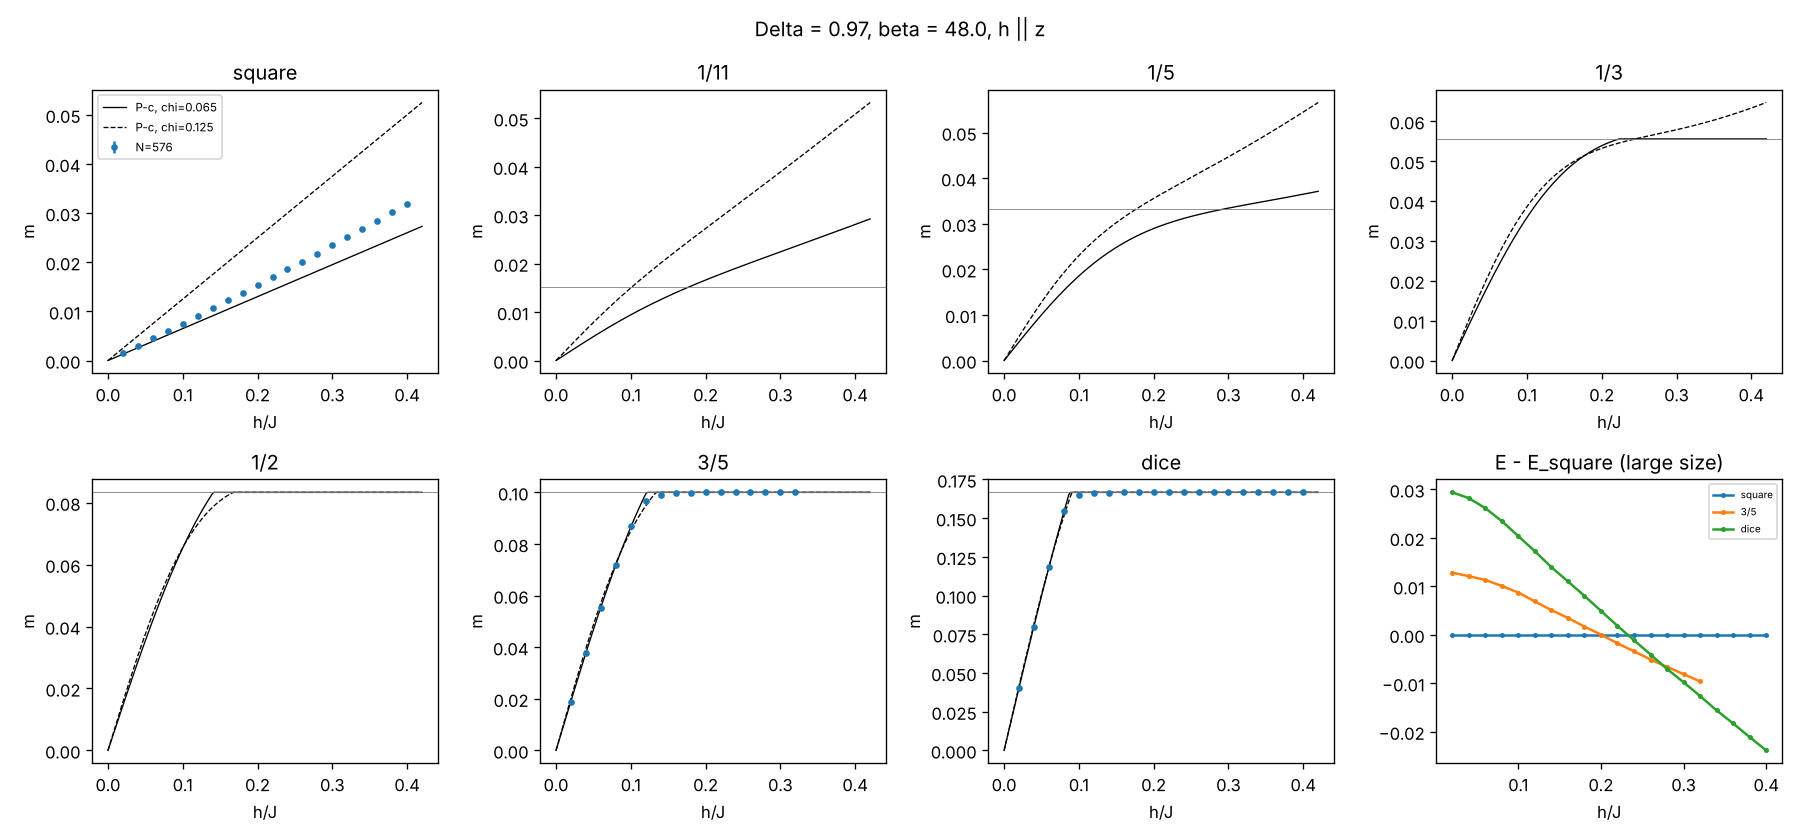 Delta = 0.97, beta = 48.0, h || z
square
m
0.05
0.04
0.03
0.02
0.01
0.00
P-c, chi=0.065
P-c, chi=0.125
N=576
0.0 0.1 0.2 0.3 0.4
h/J
1/11
0.05
0.04
0.03
0.02
0.01
0.00
0.0 0.1 0.2 0.3 0.4
h/J
1/5
m
0.05
0.04
0.03
0.02
0.01
0.00
0.0 0.1 0.2 0.3 0.4
h/J
1/3
m
0.06
0.05
0.04
0.03
0.02
0.01
0.00
0.0 0.1 0.2 0.3 0.4
h/J
1/2
m
0.08
0.06
0.04
0.02
0.00
0.0 0.1 0.2 0.3 0.4
h/J
3/5
m
0.10
0.08
0.06
0.04
0.02
0.00
0.0 0.1 0.2 0.3 0.4
h/J
dice
m
0.175
0.150
0.125
0.100
0.075
0.050
0.025
0.000
0.0 0.1 0.2 0.3 0.4
h/J
E - E_square (large size)
0.03
0.02
0.01
0.00
−0.01
−0.02
square
3/5
dice
0.1 0.2 0.3 0.4
h/J